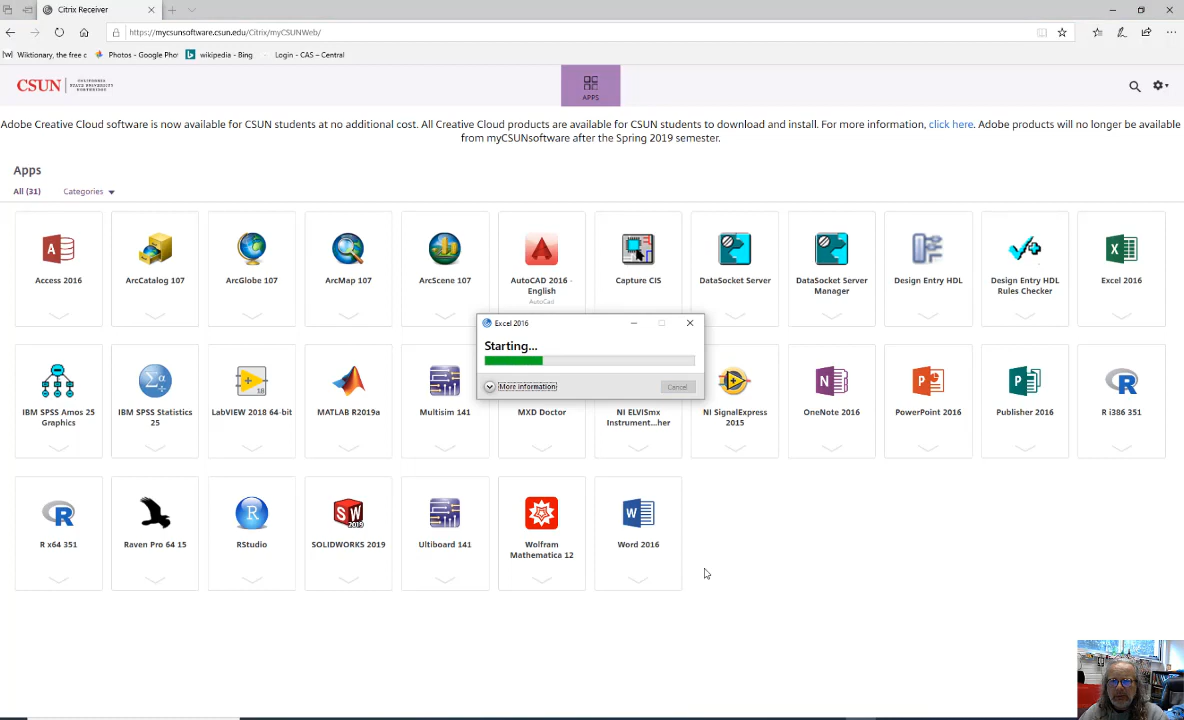 Citrix Receiver
https://mycsunsoftware.csun.edu/Citrix/myCSUNWeb/
Wiktionary, the free c
Photos - Google Phot
wikipedia - Bing
Login - CAS – Central
CSUN
CALIFORNIA
STATE UNIVERSITY
NORTHRIDGE
APPS
Adobe Creative Cloud software is now available for CSUN students at no additional cost. All Creative Cloud products are available for CSUN students to download and install. For more information, click here. Adobe products will no longer be available
from myCSUNsoftware after the Spring 2019 semester.
Apps
All (31)
Categories
Access 2016
ArcCatalog 107
ArcGlobe 107
ArcMap 107
ArcScene 107
AutoCAD 2016 -
English
AutoCad
Capture CIS
DataSocket Server
DataSocket Server
Manager
Design Entry HDL
Design Entry HDL
Rules Checker
Excel 2016
Excel 2016
Starting...
More information
Cancel
IBM SPSS Amos 25
Graphics
IBM SPSS Statistics
25
LabVIEW 2018 64-bit
MATLAB R2019a
Multisim 141
MXD Doctor
NI ELVISmx
Instrument...her
NI SignalExpress
2015
OneNote 2016
PowerPoint 2016
Publisher 2016
R i386 351
R x64 351
Raven Pro 64 15
RStudio
SOLIDWORKS 2019
Ultiboard 141
Wolfram
Mathematica 12
Word 2016